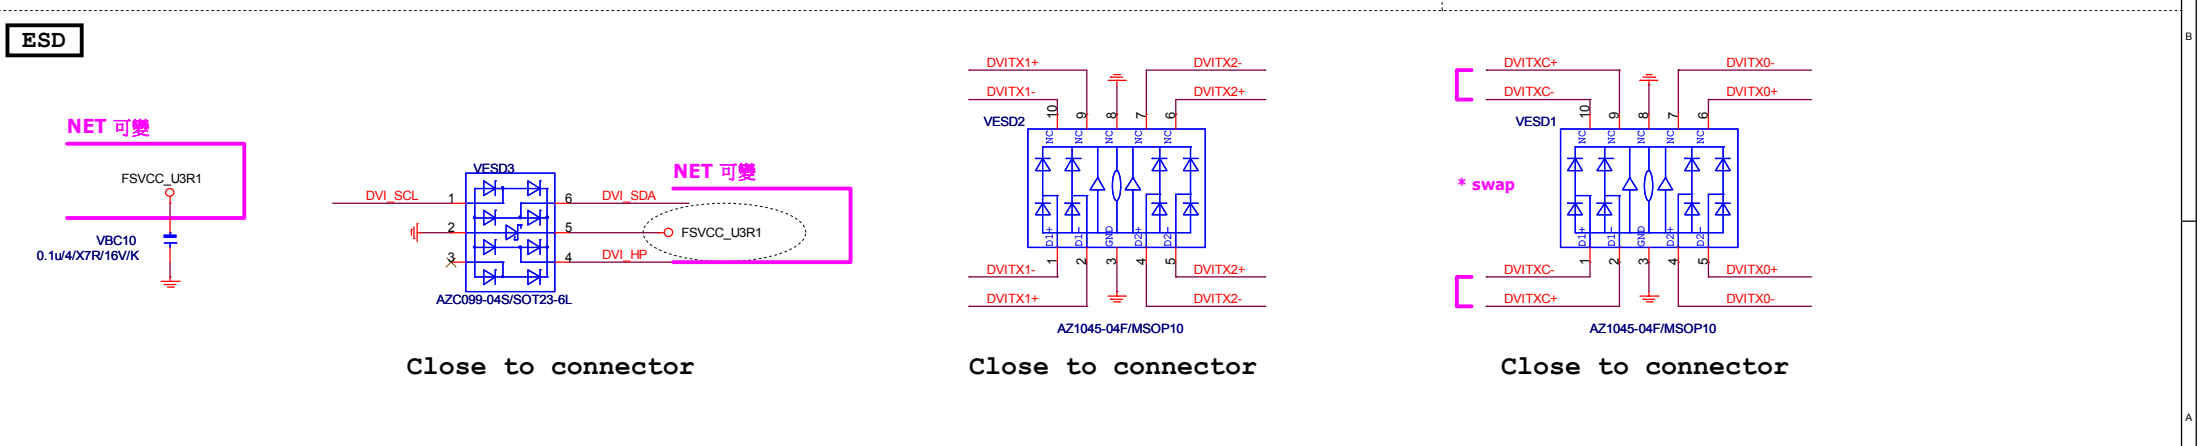 B
ESD
NET 可變
FSVCC_U3R1
VBC10
0.1u/4/X7R/16V/K
VESD3
DVI_SCL
1
2
3
6
5
4
DVI_SDA
DVI_HP
NET 可變
FSVCC_U3R1
AZC099-04S/SOT23-6L
Close to connector
DVITX1+
DVITX1-
DVITX2-
DVITX2+
VESD2
10 9 8 7 6
NC NC NC NC
D1+ D1- GND D2+ D2-
1 2 3 4 5
DVITX1-
DVITX1+
DVITX2+
DVITX2-
AZ1045-04F/MSOP10
Close to connector
DVITXC+
DVITXC-
DVITX0-
DVITX0+
VESD1
10 9 8 7 6
NC NC NC NC
* swap
D1+ D1- GND D2+ D2-
1 2 3 4 5
DVITXC-
DVITXC+
DVITX0+
DVITX0-
AZ1045-04F/MSOP10
Close to connector
A